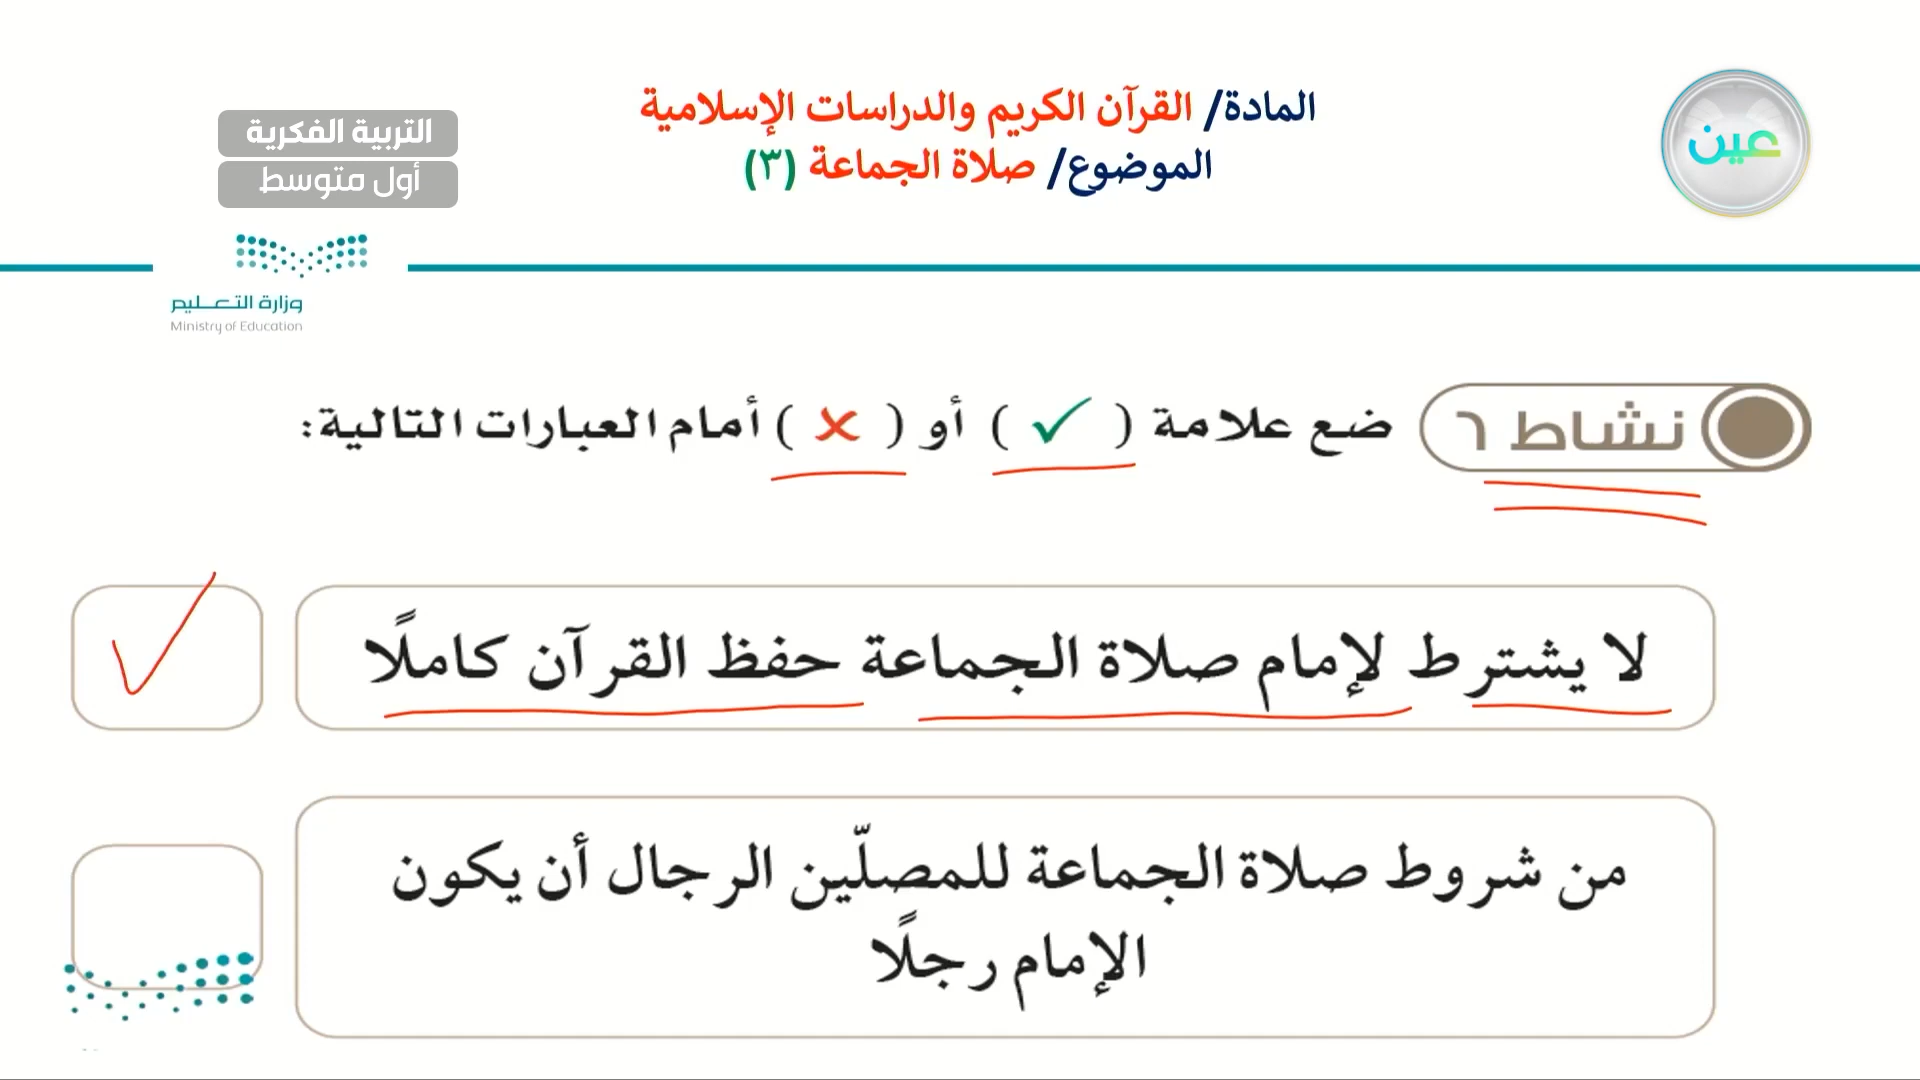 المادة/ القرآن الكريم والدراسات الإسلامية
الموضوع/ صلاة الجماعة (٣)
عين
التربية الفكرية
أول متوسط
وزارة التعليم
Ministry of Education
نشاط ٦
ضع علامة ( ✓ ) أو ( ✗ ) أمام العبارات التالية:
لا يشترط لإمام صلاة الجماعة حفظ القرآن كاملًا
✓
من شروط صلاة الجماعة للمصلّين الرجال أن يكون
الإمام رجلًا